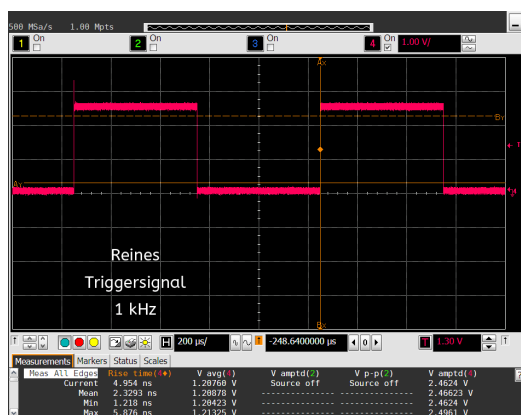 500 MSa/s 1.00 Mpts
1 On 2 On 3 On 4 On 1.00 V/
Ax
By
T
Ay
4
Reines
Triggersignal
1 kHz
Bx
H 200 µs/ -248.6400000 µs 0 T 1.30 V
Measurements Markers Status Scales
Meas All Edges Rise time(4) V avg(4) V amptd(2) V p-p(2) V amptd(4)
Current 4.954 ns 1.20760 V Source off Source off 2.4624 V
Mean 2.3293 ns 1.20878 V -------------- -------------- 2.46623 V
Min 1.218 ns 1.20423 V -------------- -------------- 2.4624 V
Max 5.876 ns 1.21325 V -------------- -------------- 2.4961 V